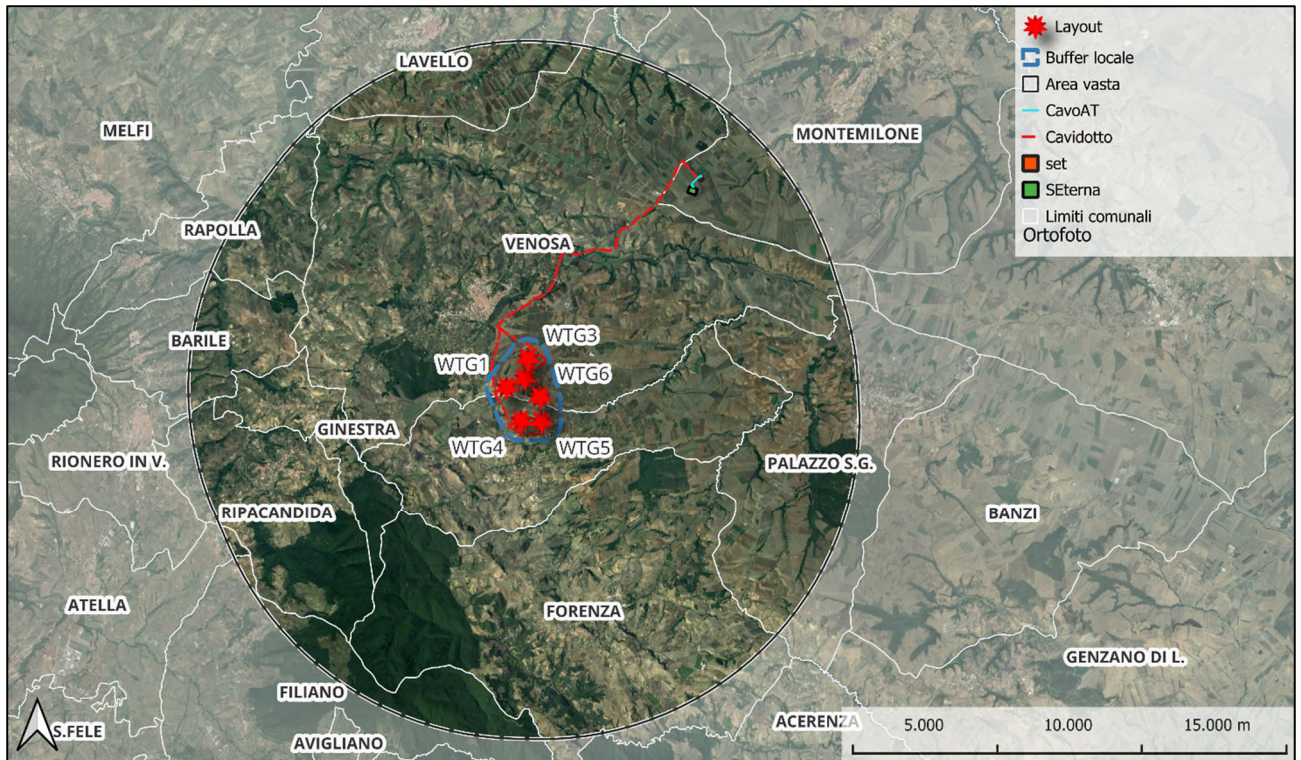 LAVELLO
MELFI
MONTEMILONE
RAPOLLA
VENOSA
BARILE
WTG3
WTG1
WTG6
GINESTRA
WTG4
WTG5
RIONERO IN V.
PALAZZO S.G.
RIPACANDIDA
BANZI
ATELLA
FORENZA
GENZANO DI L.
FILIANO
S.FELE
AVIGLIANO
ACERENZA
Layout
Buffer locale
Area vasta
CavoAT
Cavidotto
set
SEterna
Limiti comunali
Ortofoto
5.000 10.000 15.000 m